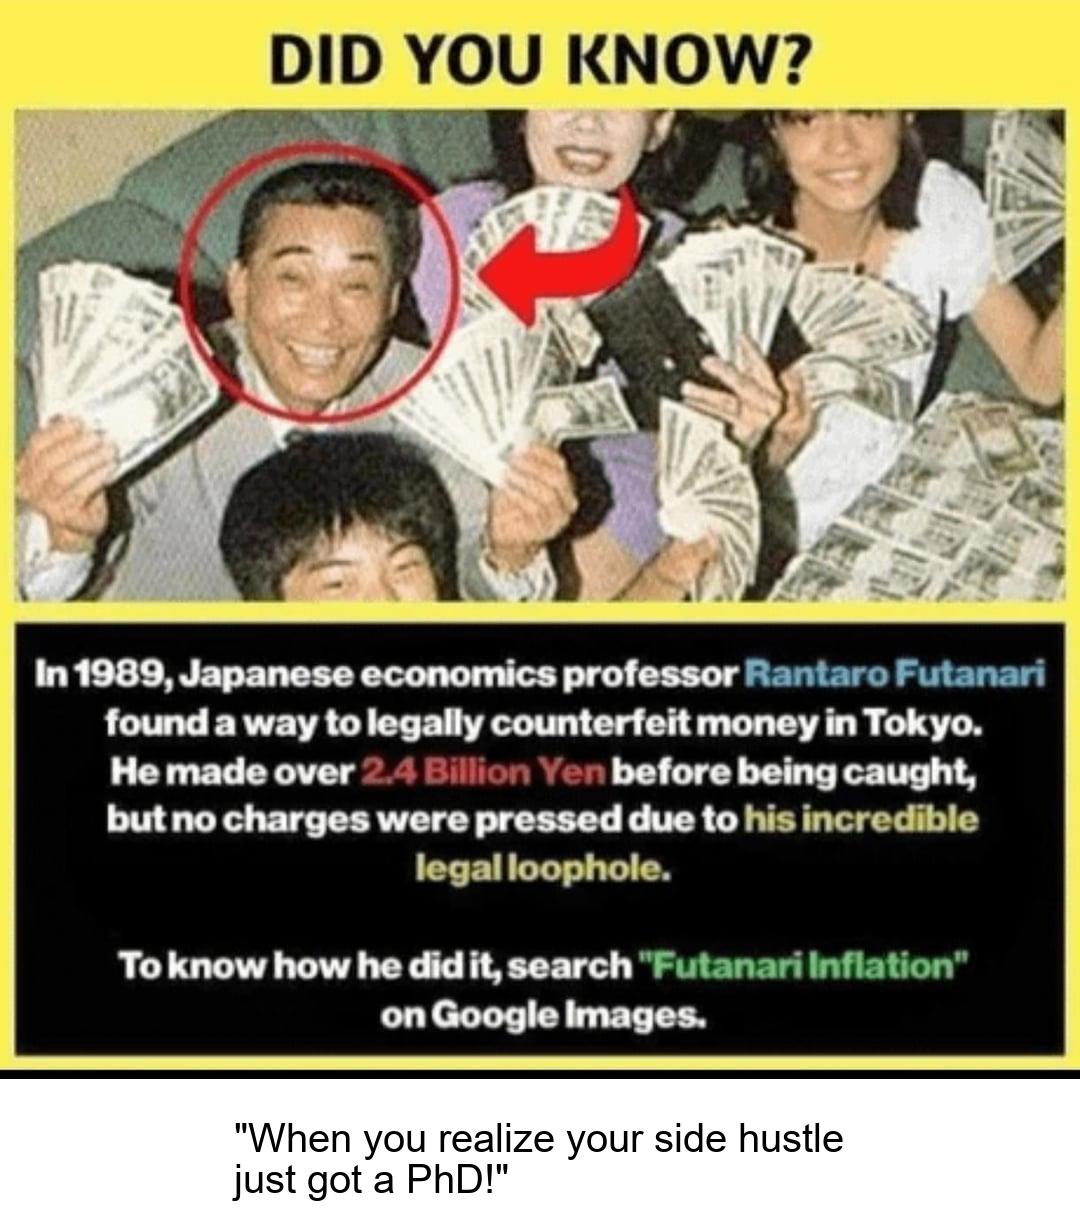 DID YOU KNOW?
In 1989, Japanese economics professor Rantaro Futanari
found a way to legally counterfeit money in Tokyo.
He made over 2.4 Billion Yen before being caught,
but no charges were pressed due to his incredible
legal loophole.
To know how he did it, search "Futanari Inflation"
on Google Images.
"When you realize your side hustle
just got a PhD!"